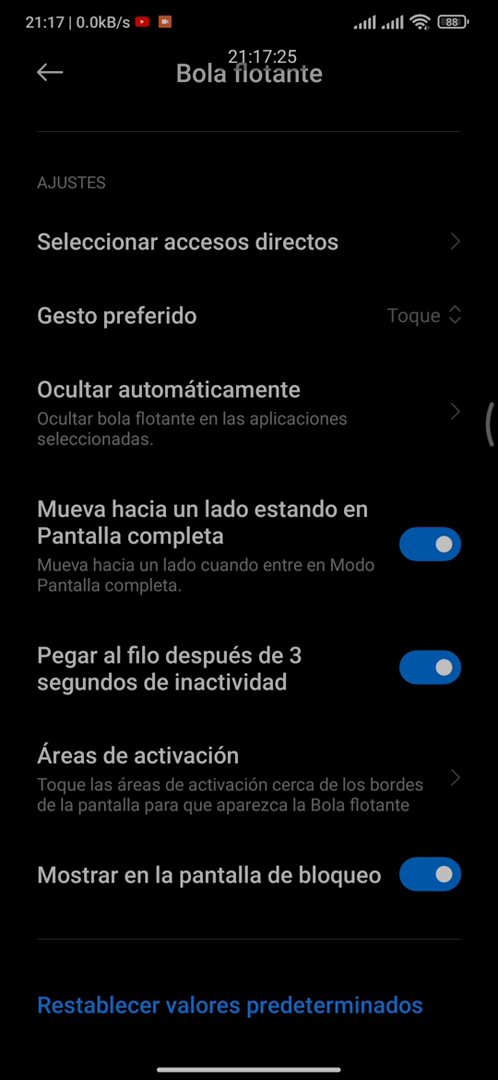 21:17 | 0.0kB/s
88
21:17:25
Bola flotante
AJUSTES
Seleccionar accesos directos
Gesto preferido
Toque
Ocultar automáticamente
Ocultar bola flotante en las aplicaciones
seleccionadas.
Mueva hacia un lado estando en
Pantalla completa
Mueva hacia un lado cuando entre en Modo
Pantalla completa.
Pegar al filo después de 3
segundos de inactividad
Áreas de activación
Toque las áreas de activación cerca de los bordes
de la pantalla para que aparezca la Bola flotante
Mostrar en la pantalla de bloqueo
Restablecer valores predeterminados